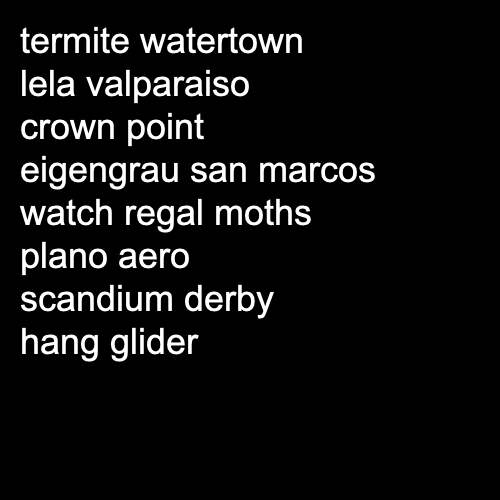 termite watertown
lela valparaiso
crown point
eigengrau san marcos
watch regal moths
plano aero
scandium derby
hang glider